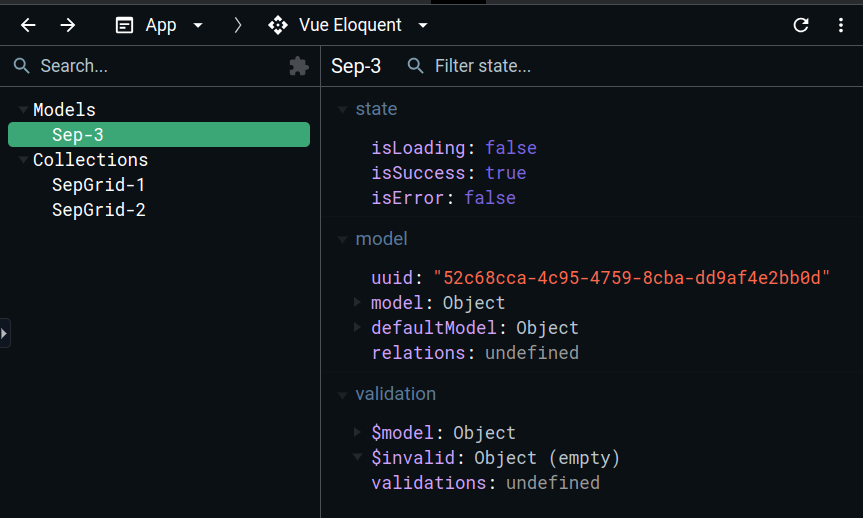 App Vue Eloquent
Search...
Sep-3 Filter state...
Models
Sep-3
Collections
SepGrid-1
SepGrid-2
state
isLoading: false
isSuccess: true
isError: false
model
uuid: "52c68cca-4c95-4759-8cba-dd9af4e2bb0d"
model: Object
defaultModel: Object
relations: undefined
validation
$model: Object
$invalid: Object (empty)
validations: undefined